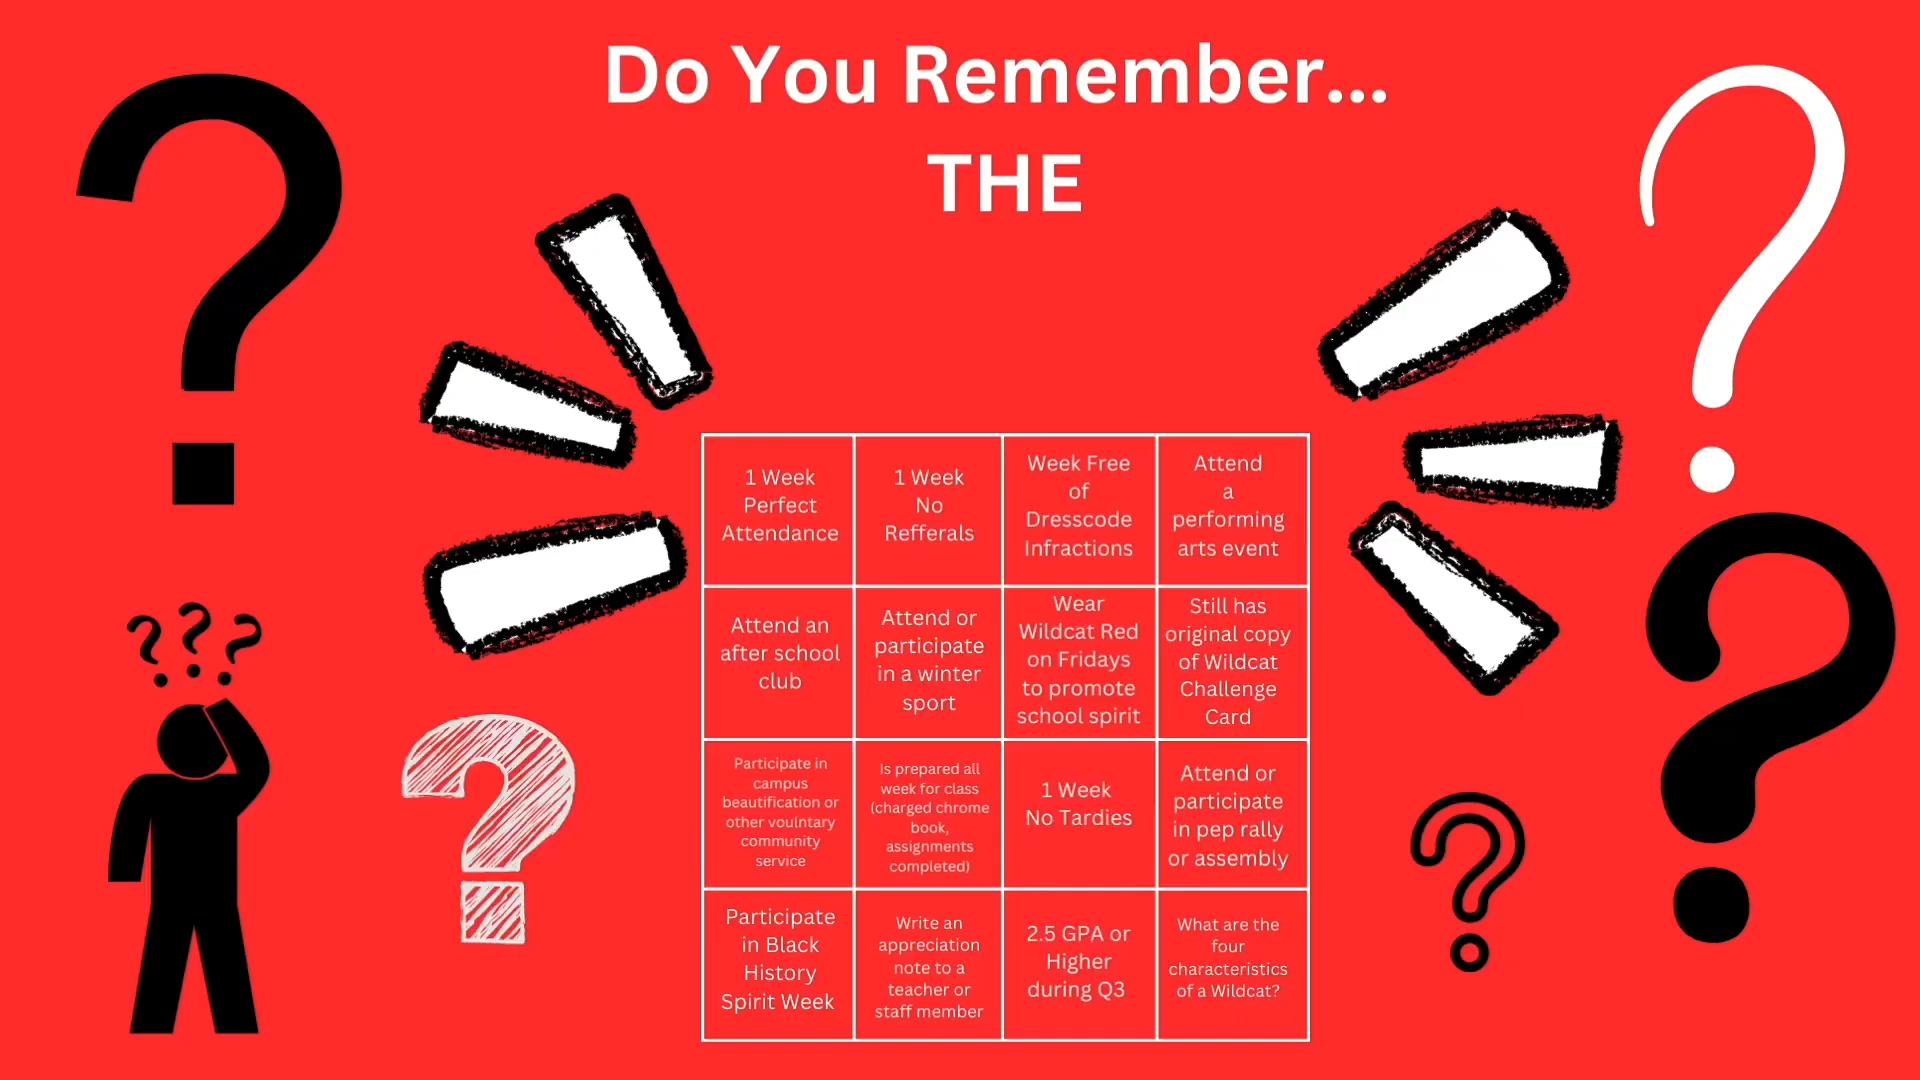 Do You Remember...
THE
1 Week
Perfect
Attendance
1 Week
No
Refferals
Week Free
of
Dresscode
Infractions
Attend
a
performing
arts event
Attend an
after school
club
Attend or
participate
in a winter
sport
Wear
Wildcat Red
on Fridays
to promote
school spirit
Still has
original copy
of Wildcat
Challenge
Card
Participate in
campus
beautification or
other voulntary
community
service
Is prepared all
week for class
(charged chrome
book,
assignments
completed)
1 Week
No Tardies
Attend or
participate
in pep rally
or assembly
Participate
in Black
History
Spirit Week
Write an
appreciation
note to a
teacher or
staff member
2.5 GPA or
Higher
during Q3
What are the
four
characteristics
of a Wildcat?